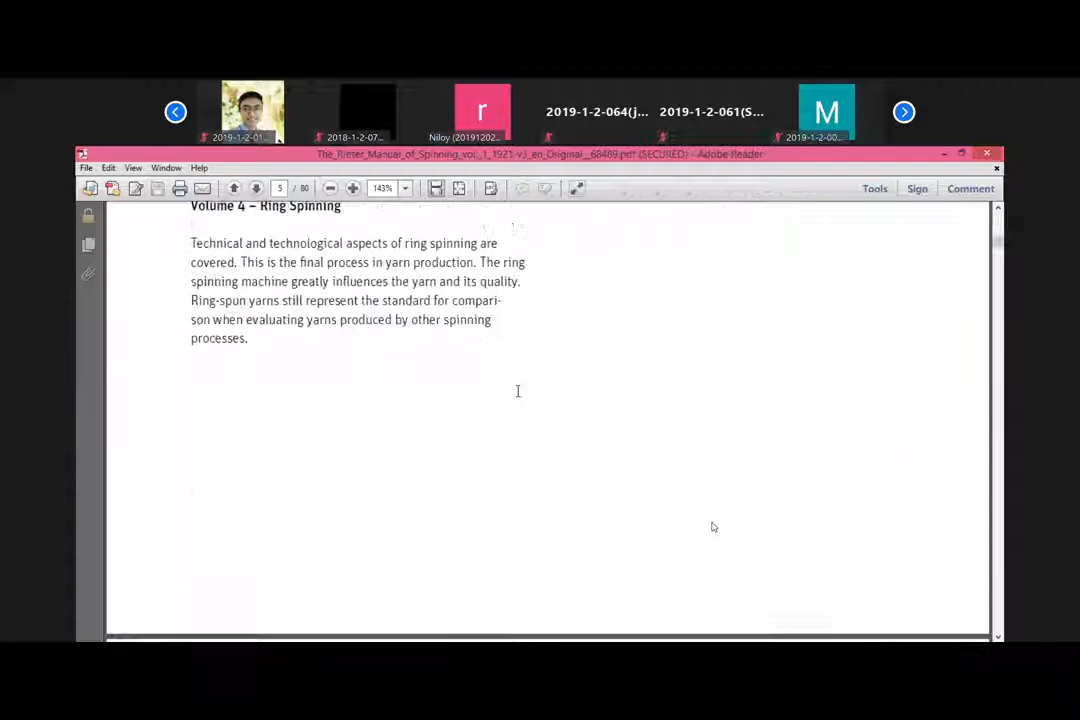 2019-1-2-01...
2018-1-2-07...
r
Niloy (20191202...
2019-1-2-064(j...
2019-1-2-061(S...
M
2019-1-2-00...
The_Rieter_Manual_of_Spinning_vol._1_1921-v3_en_Original_68489.pdf (SECURED) - Adobe Reader
File Edit View Window Help
5 / 80 143% Tools Sign Comment
Volume 4 – Ring Spinning
Technical and technological aspects of ring spinning are
covered. This is the final process in yarn production. The ring
spinning machine greatly influences the yarn and its quality.
Ring-spun yarns still represent the standard for compari-
son when evaluating yarns produced by other spinning
processes.